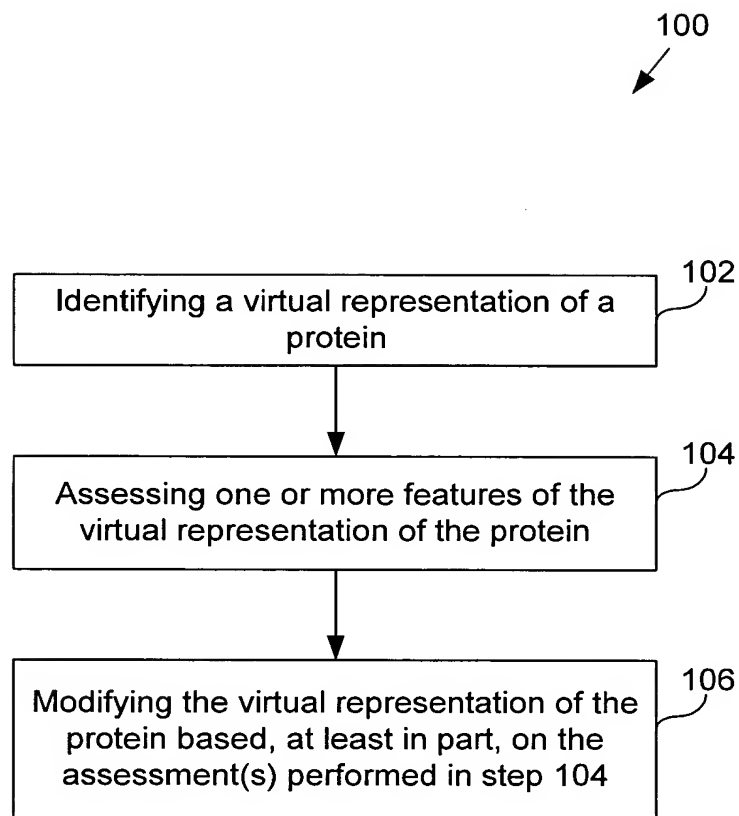 100
102
Identifying a virtual representation of a
protein
104
Assessing one or more features of the
virtual representation of the protein
106
Modifying the virtual representation of the
protein based, at least in part, on the
assessment(s) performed in step 104